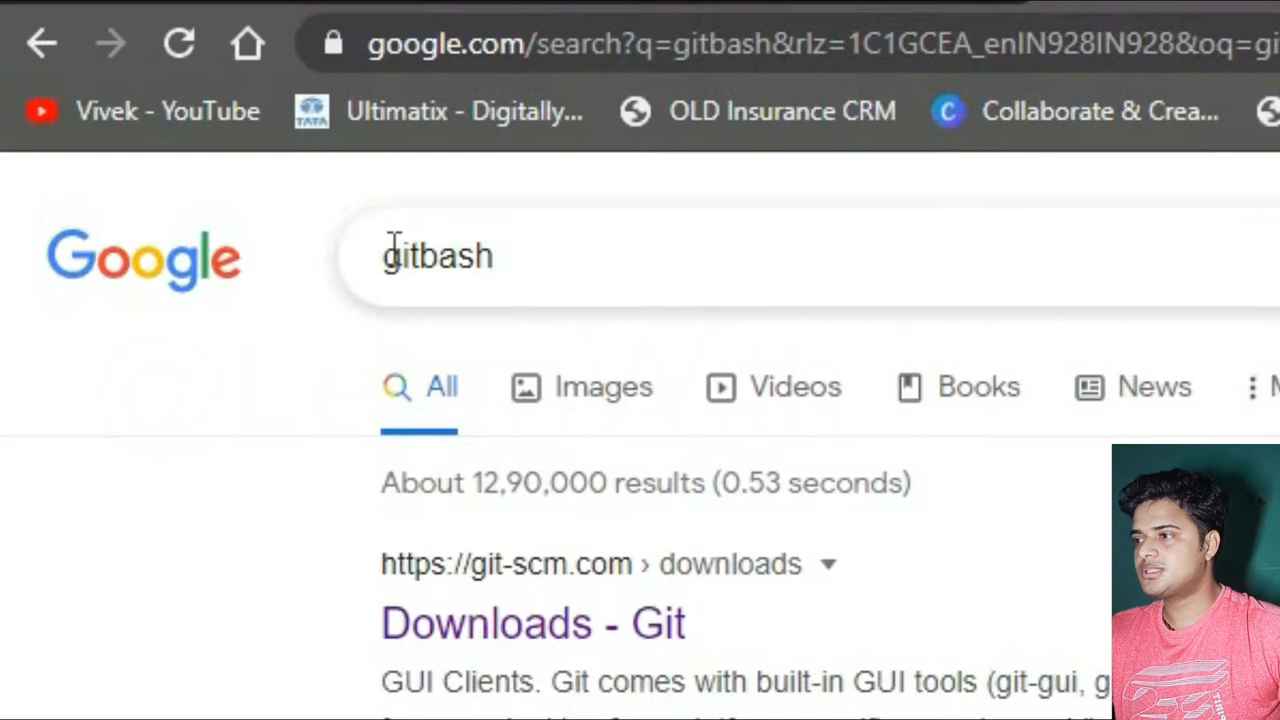 google.com/search?q=gitbash&rlz=1C1GCEA_enIN928IN928&oq=gi
Vivek - YouTube
TATA
Ultimatix - Digitally...
OLD Insurance CRM
C
Collaborate & Crea...
Google
gitbash
All
Images
Videos
Books
News
About 12,90,000 results (0.53 seconds)
https://git-scm.com › downloads
Downloads - Git
GUI Clients. Git comes with built-in GUI tools (git-gui, g